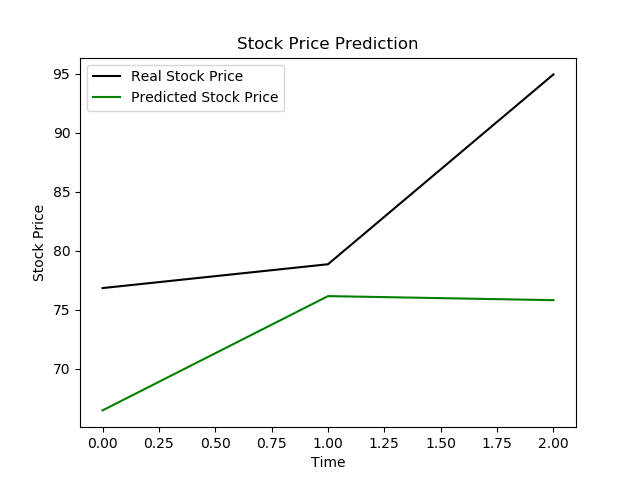 Stock Price Prediction
Real Stock Price
Predicted Stock Price
Stock Price
95
90
85
80
75
70
0.00 0.25 0.50 0.75 1.00 1.25 1.50 1.75 2.00
Time